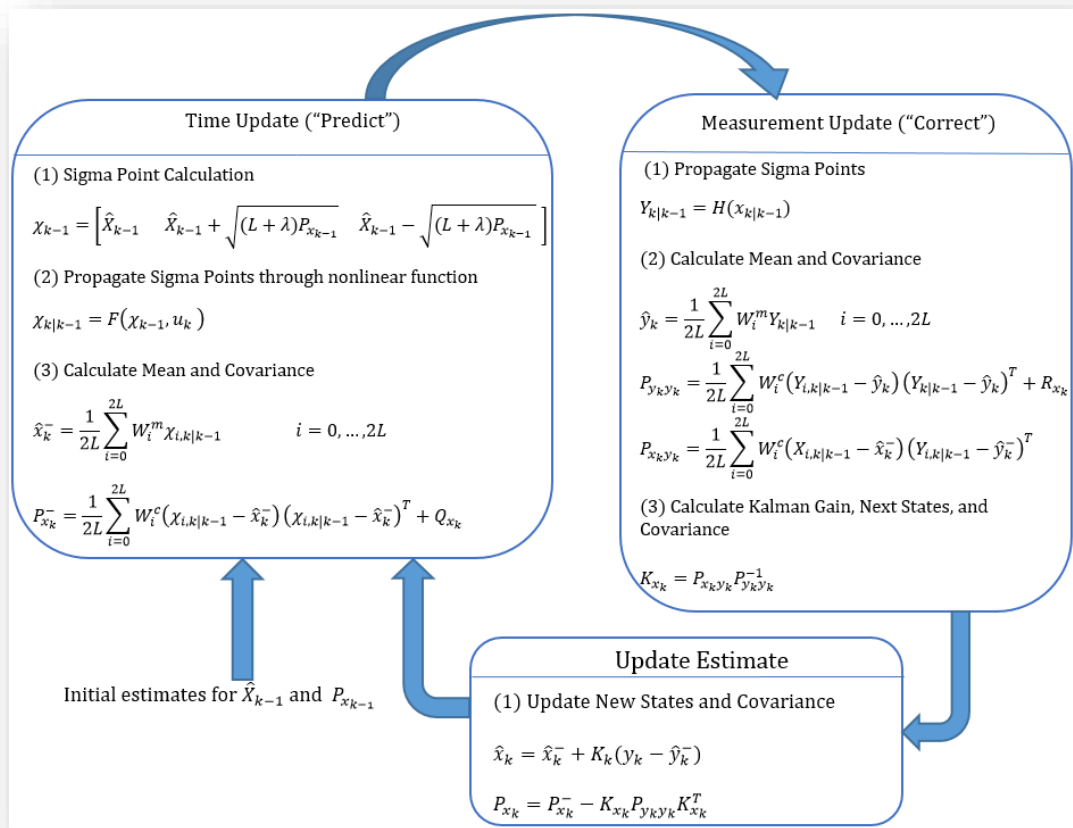 Time Update (“Predict”)
(1) Sigma Point Calculation
χ_{k−1} = [X̂_{k−1}   X̂_{k−1} + √((L + λ)P_{x_{k−1}})   X̂_{k−1} − √((L + λ)P_{x_{k−1}})]
(2) Propagate Sigma Points through nonlinear function
χ_{k|k−1} = F(χ_{k−1}, u_k)
(3) Calculate Mean and Covariance
x̂_k^− = 1/(2L) ∑_{i=0}^{2L} W_i^m χ_{i,k|k−1}   i = 0, … ,2L
P_{x_k}^− = 1/(2L) ∑_{i=0}^{2L} W_i^c (χ_{i,k|k−1} − x̂_k^−)(χ_{i,k|k−1} − x̂_k^−)^T + Q_{x_k}
Measurement Update (“Correct”)
(1) Propagate Sigma Points
Y_{k|k−1} = H(x_{k|k−1})
(2) Calculate Mean and Covariance
ŷ_k = 1/(2L) ∑_{i=0}^{2L} W_i^m Y_{k|k−1}   i = 0, … ,2L
P_{y_k y_k} = 1/(2L) ∑_{i=0}^{2L} W_i^c (Y_{i,k|k−1} − ŷ_k)(Y_{k|k−1} − ŷ_k)^T + R_{x_k}
P_{x_k y_k} = 1/(2L) ∑_{i=0}^{2L} W_i^c (X_{i,k|k−1} − x̂_k^−)(Y_{i,k|k−1} − ŷ_k^−)^T
(3) Calculate Kalman Gain, Next States, and
Covariance
K_{x_k} = P_{x_k y_k} P_{y_k y_k}^{−1}
Update Estimate
(1) Update New States and Covariance
x̂_k = x̂_k^− + K_k(y_k − ŷ_k^−)
P_{x_k} = P_{x_k}^− − K_{x_k} P_{y_k y_k} K_{x_k}^T
Initial estimates for X̂_{k−1} and P_{x_{k−1}}